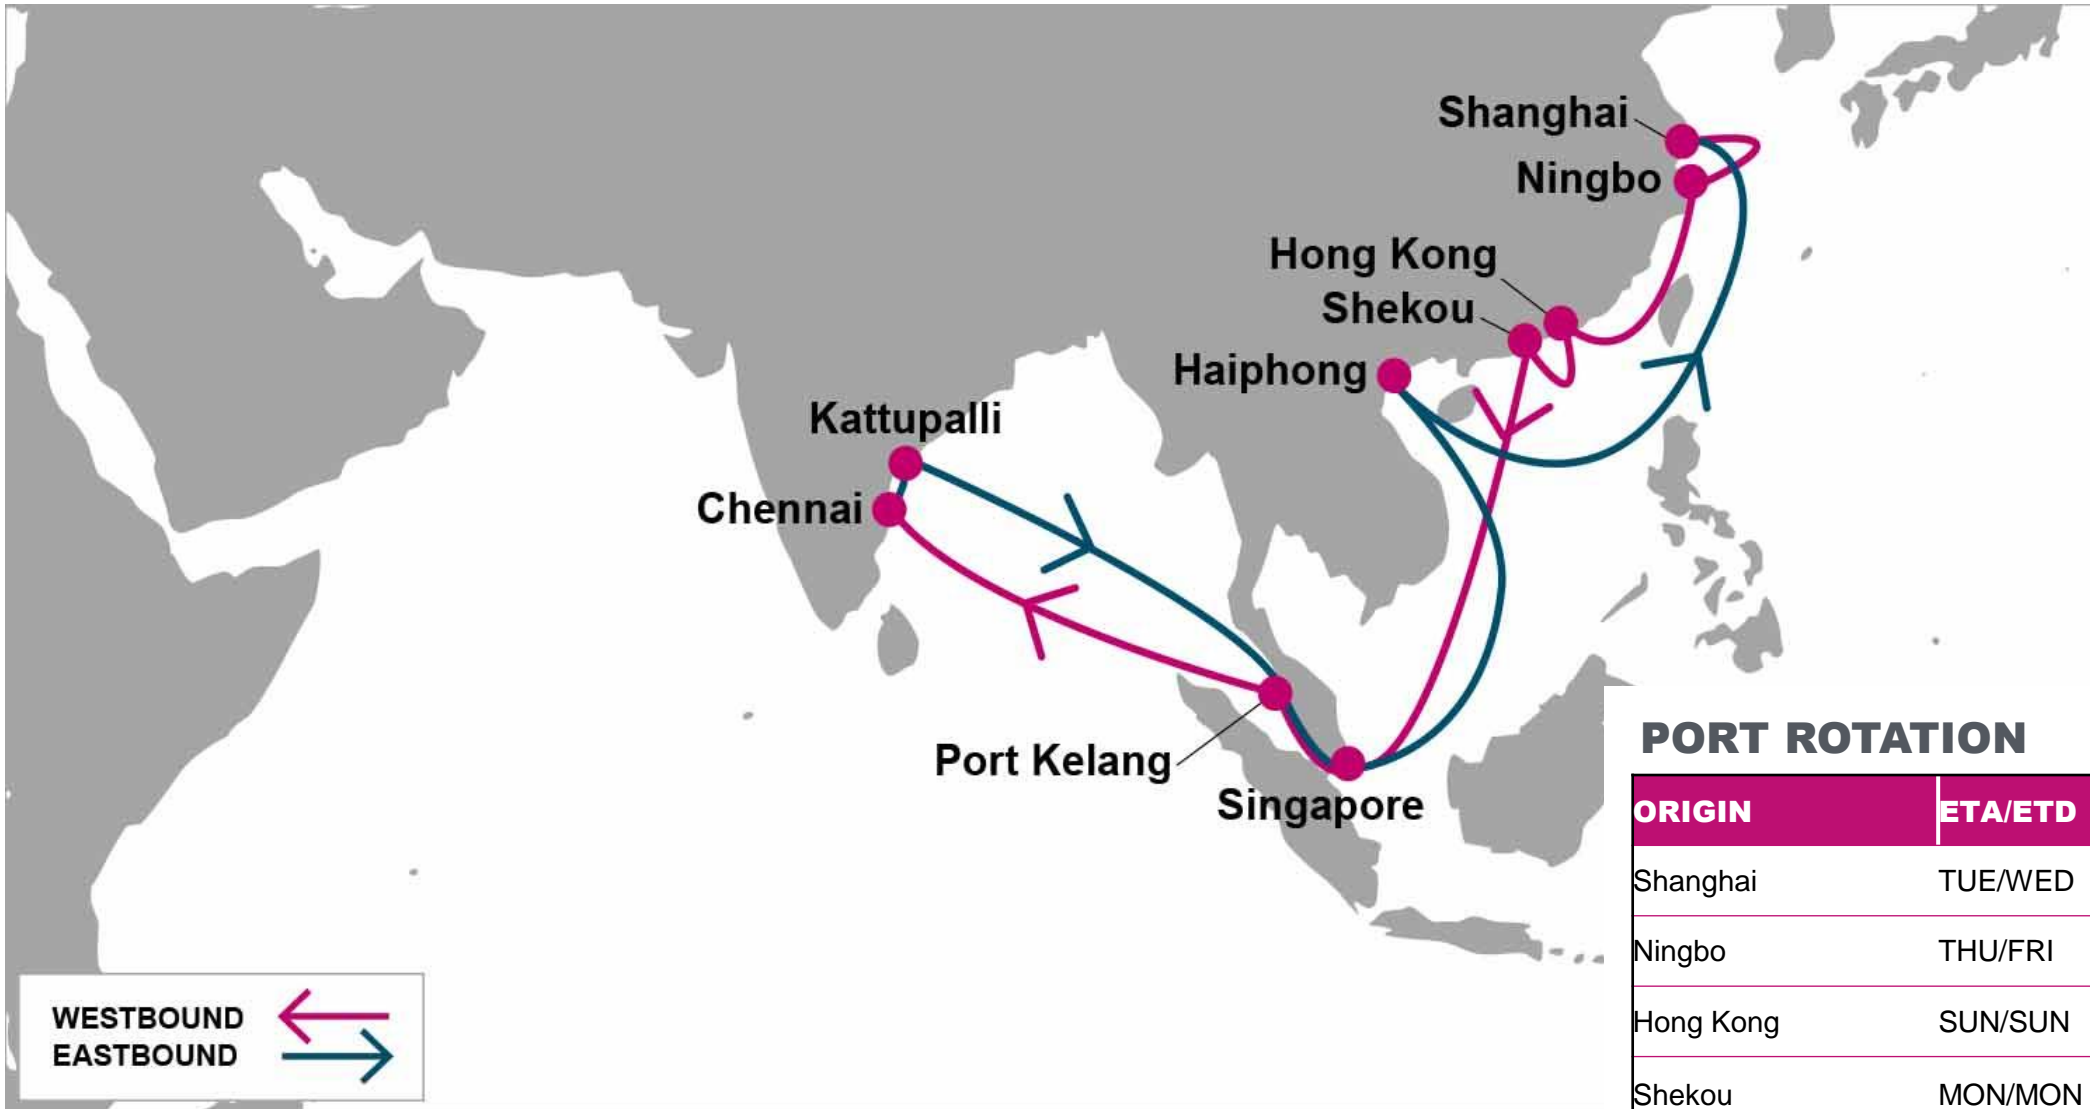 Shanghai
Ningbo
Hong Kong
Shekou
Haiphong
Kattupalli
Chennai
Port Kelang
Singapore
WESTBOUND
EASTBOUND
PORT ROTATION
ORIGIN ETA/ETD
Shanghai TUE/WED
Ningbo THU/FRI
Hong Kong SUN/SUN
Shekou MON/MON